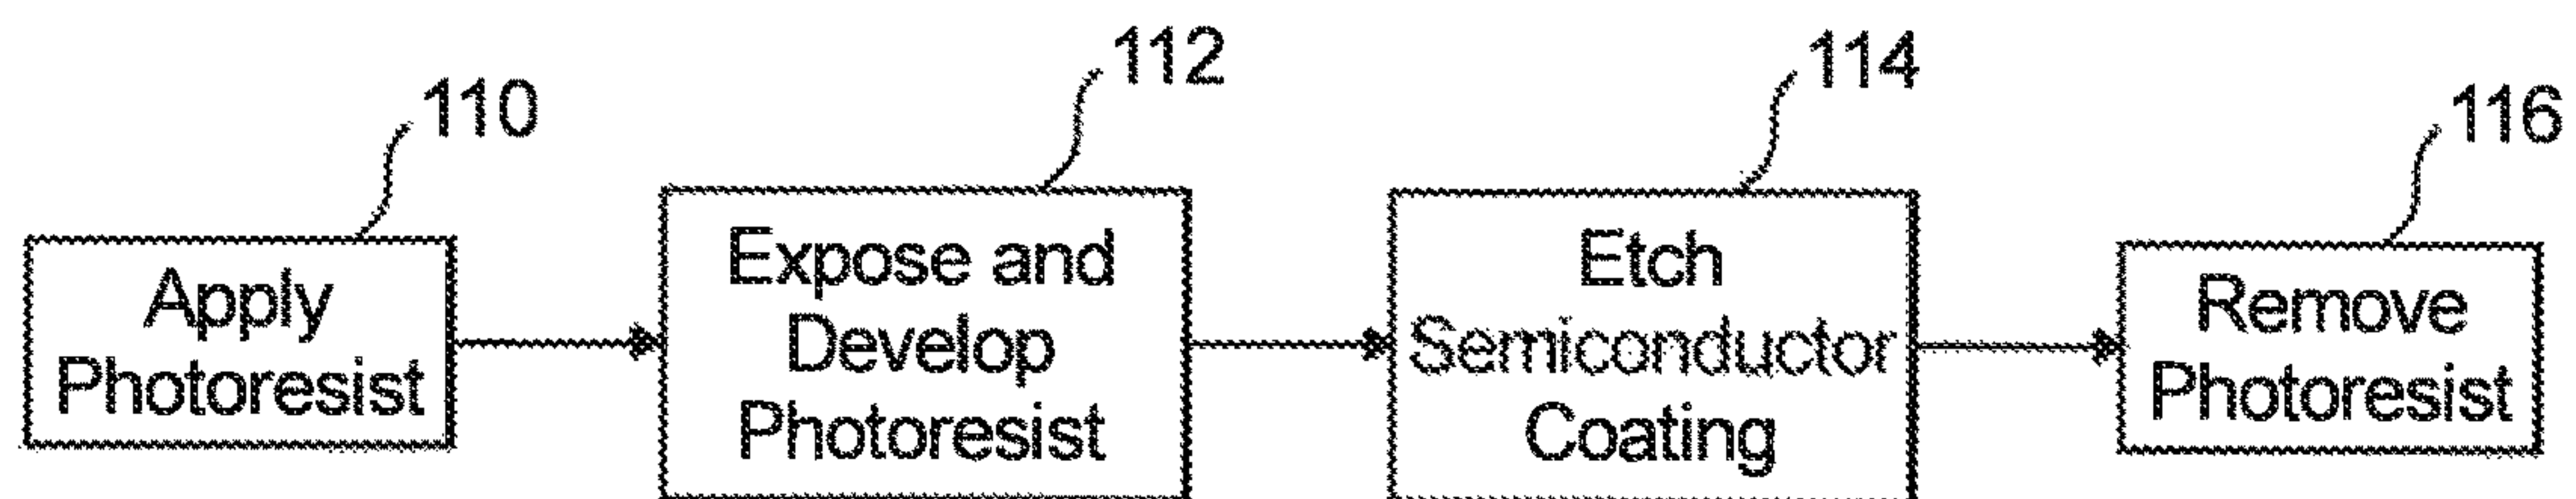 110
112
114
116
Apply
Photoresist
Expose and
Develop
Photoresist
Etch
Semiconductor
Coating
Remove
Photoresist